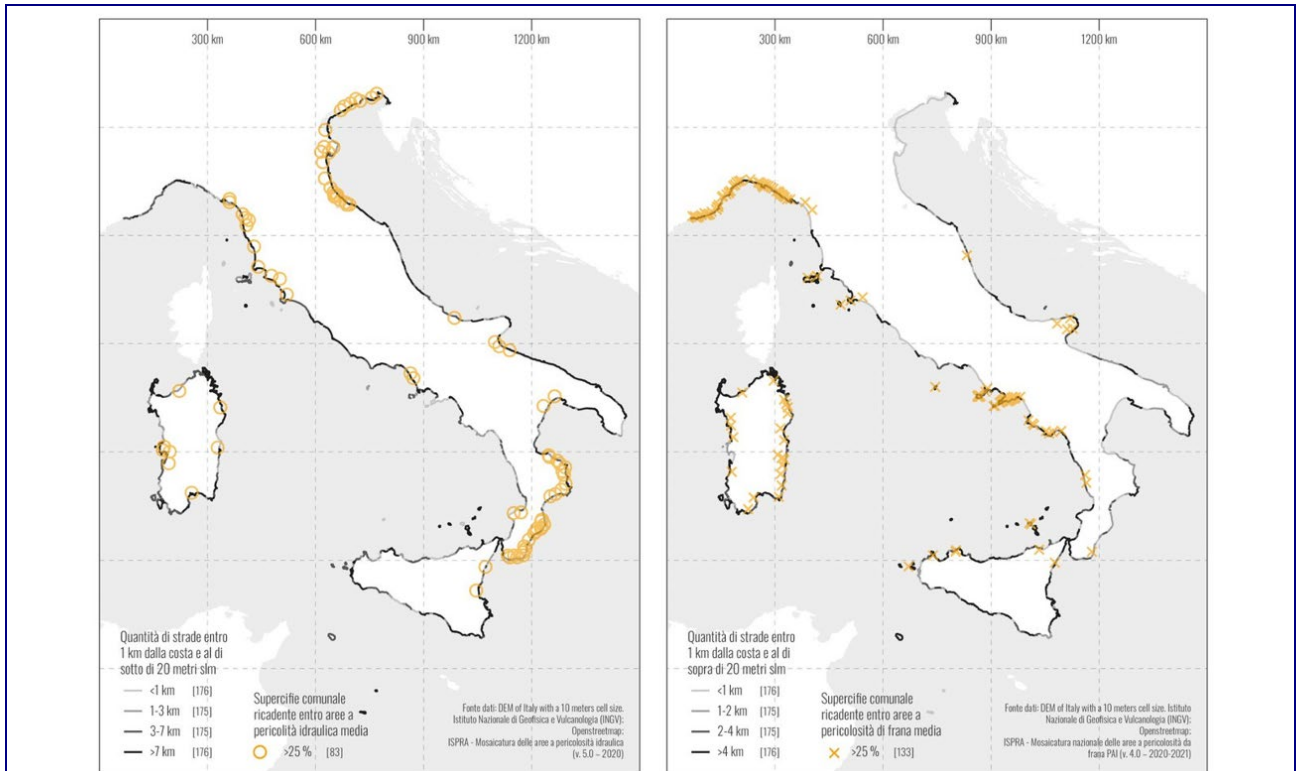 300 km
600 km
900 km
1200 km
Quantità di strade entro
1 km dalla costa e al di
sotto di 20 metri slm
<1 km [176]
1-3 km [175]
3-7 km [175]
>7 km [176]
Supercifie comunale
ricadente entro aree a
pericolità idraulica media
>25 % [83]
Fonte dati: DEM of Italy with a 10 meters cell size.
Istituto Nazionale di Geofisica e Vulcanologia (INGV):
Openstreetmap:
ISPRA - Mosaicatura delle aree a pericolosità idraulica
(v. 5.0 – 2020)
300 km
900 km
1200 km
Quantità di strade entro
1 km dalla costa e al di
sopra di 20 metri slm
<1 km [176]
1-2 km [175]
2-4 km [175]
>4 km [176]
Supercifie comunale
ricadente entro aree a
pericolosità di frana media
>25 % [133]
Fonte dati: DEM of Italy with a 10 meters cell size. Istituto
Nazionale di Geofisica e Vulcanologia (INGV):
Openstreetmap:
ISPRA - Mosaicatura nazionale delle aree a pericolosità da
frana PAI (v. 4.0 – 2020-2021)